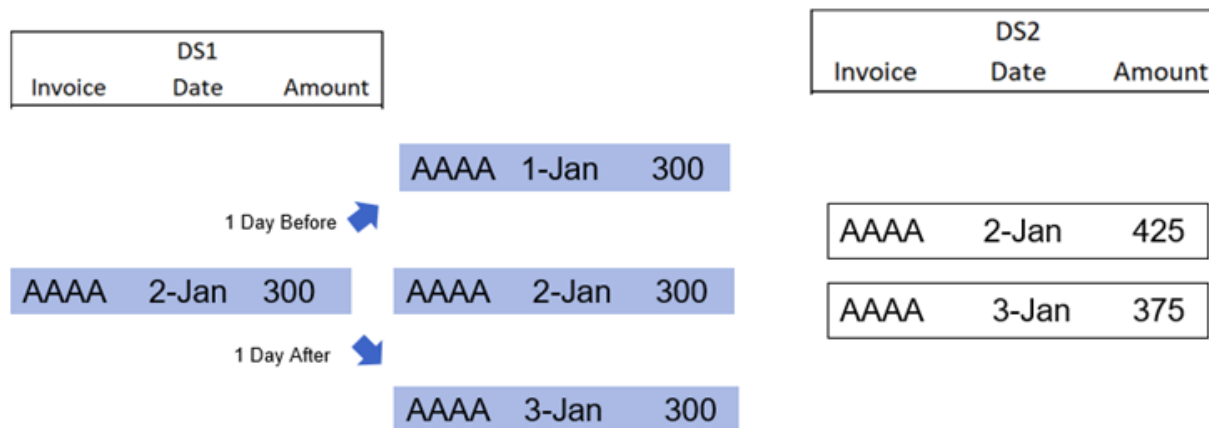 DS1
Invoice Date Amount
DS2
Invoice Date Amount
AAAA 1-Jan 300
1 Day Before
AAAA 2-Jan 425
AAAA 2-Jan 300
AAAA 2-Jan 300
AAAA 3-Jan 375
1 Day After
AAAA 3-Jan 300